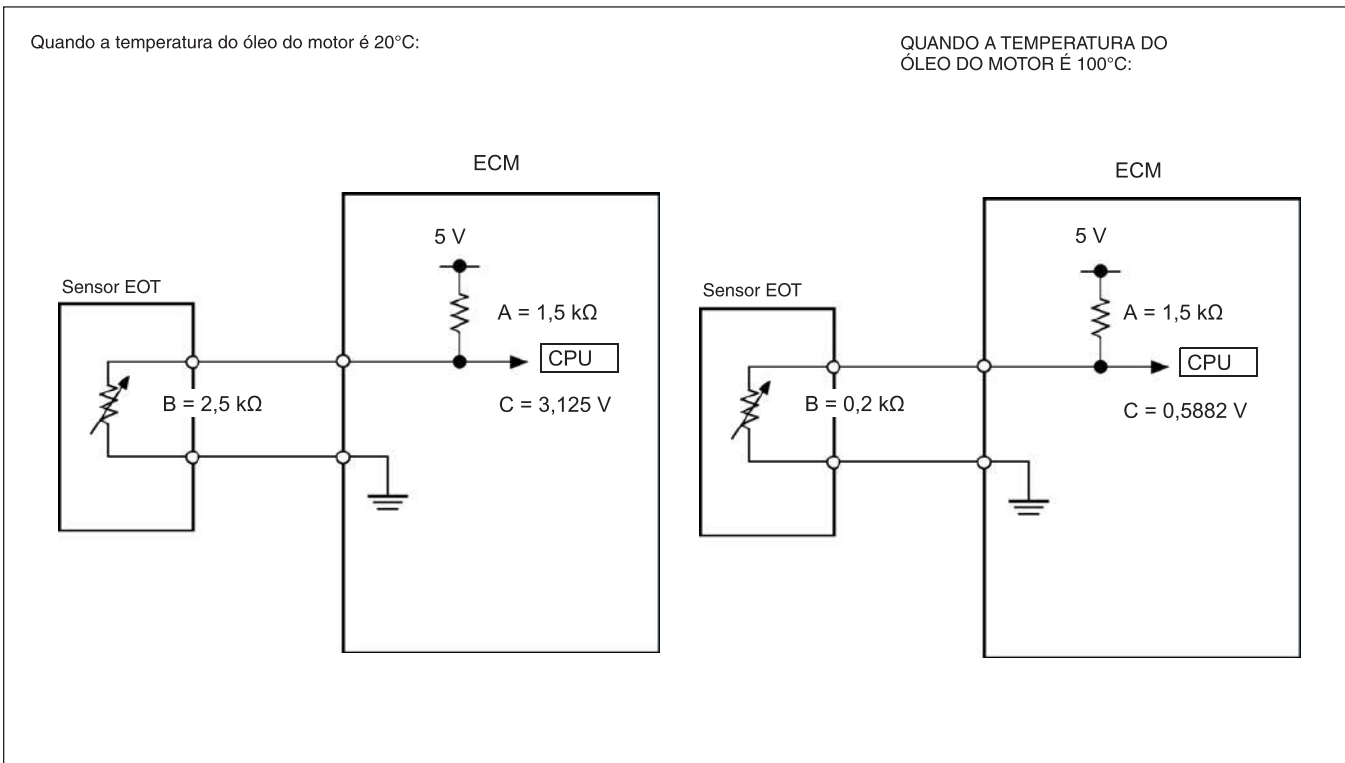 Quando a temperatura do óleo do motor é 20°C:
ECM
5 V
Sensor EOT
A = 1,5 kΩ
CPU
B = 2,5 kΩ
C = 3,125 V
QUANDO A TEMPERATURA DO
ÓLEO DO MOTOR É 100°C:
ECM
5 V
Sensor EOT
A = 1,5 kΩ
CPU
B = 0,2 kΩ
C = 0,5882 V